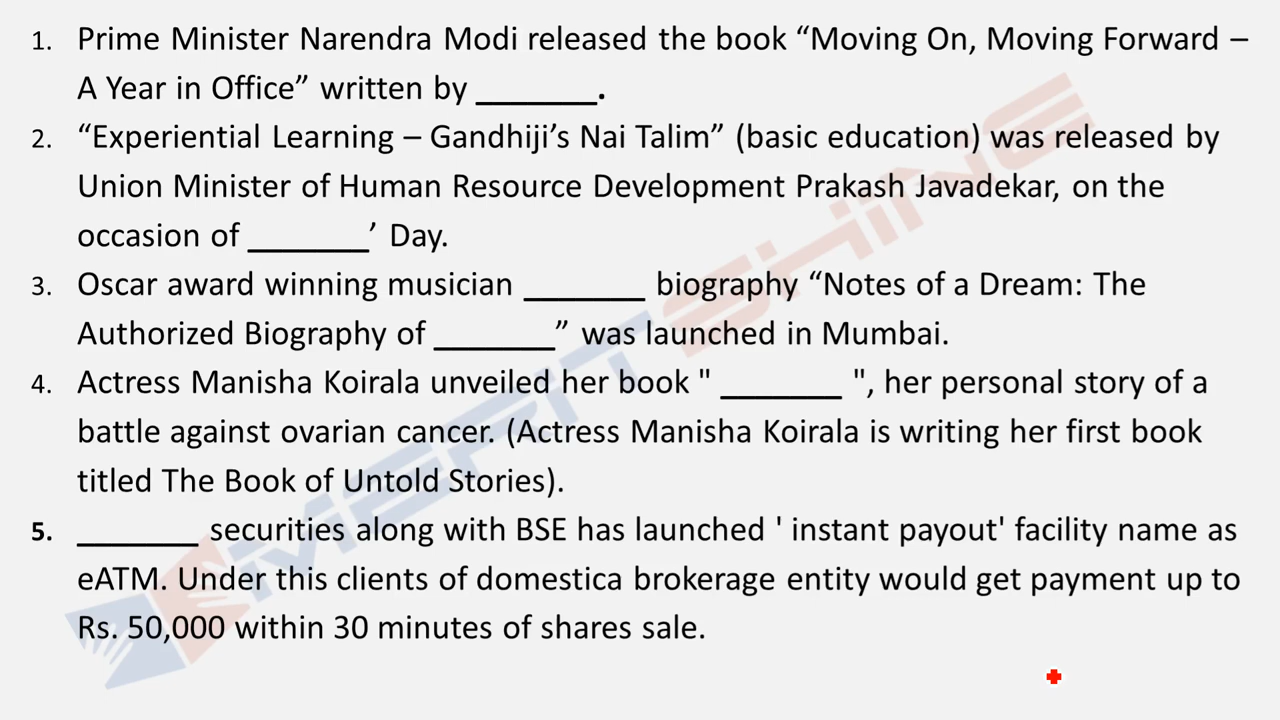 1. Prime Minister Narendra Modi released the book “Moving On, Moving Forward –
A Year in Office” written by _______.
2. “Experiential Learning – Gandhiji’s Nai Talim” (basic education) was released by
Union Minister of Human Resource Development Prakash Javadekar, on the
occasion of _______’ Day.
3. Oscar award winning musician _______ biography “Notes of a Dream: The
Authorized Biography of _______” was launched in Mumbai.
4. Actress Manisha Koirala unveiled her book " _______ ", her personal story of a
battle against ovarian cancer. (Actress Manisha Koirala is writing her first book
titled The Book of Untold Stories).
5. _______ securities along with BSE has launched ' instant payout' facility name as
eATM. Under this clients of domestica brokerage entity would get payment up to
Rs. 50,000 within 30 minutes of shares sale.
MERIT SHINE